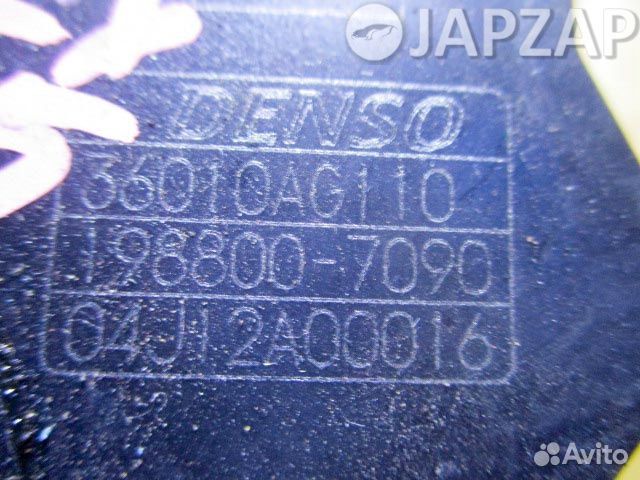 JAPZAP
DENSO
36010AG110
198800-7090
04J12A00016
Avito